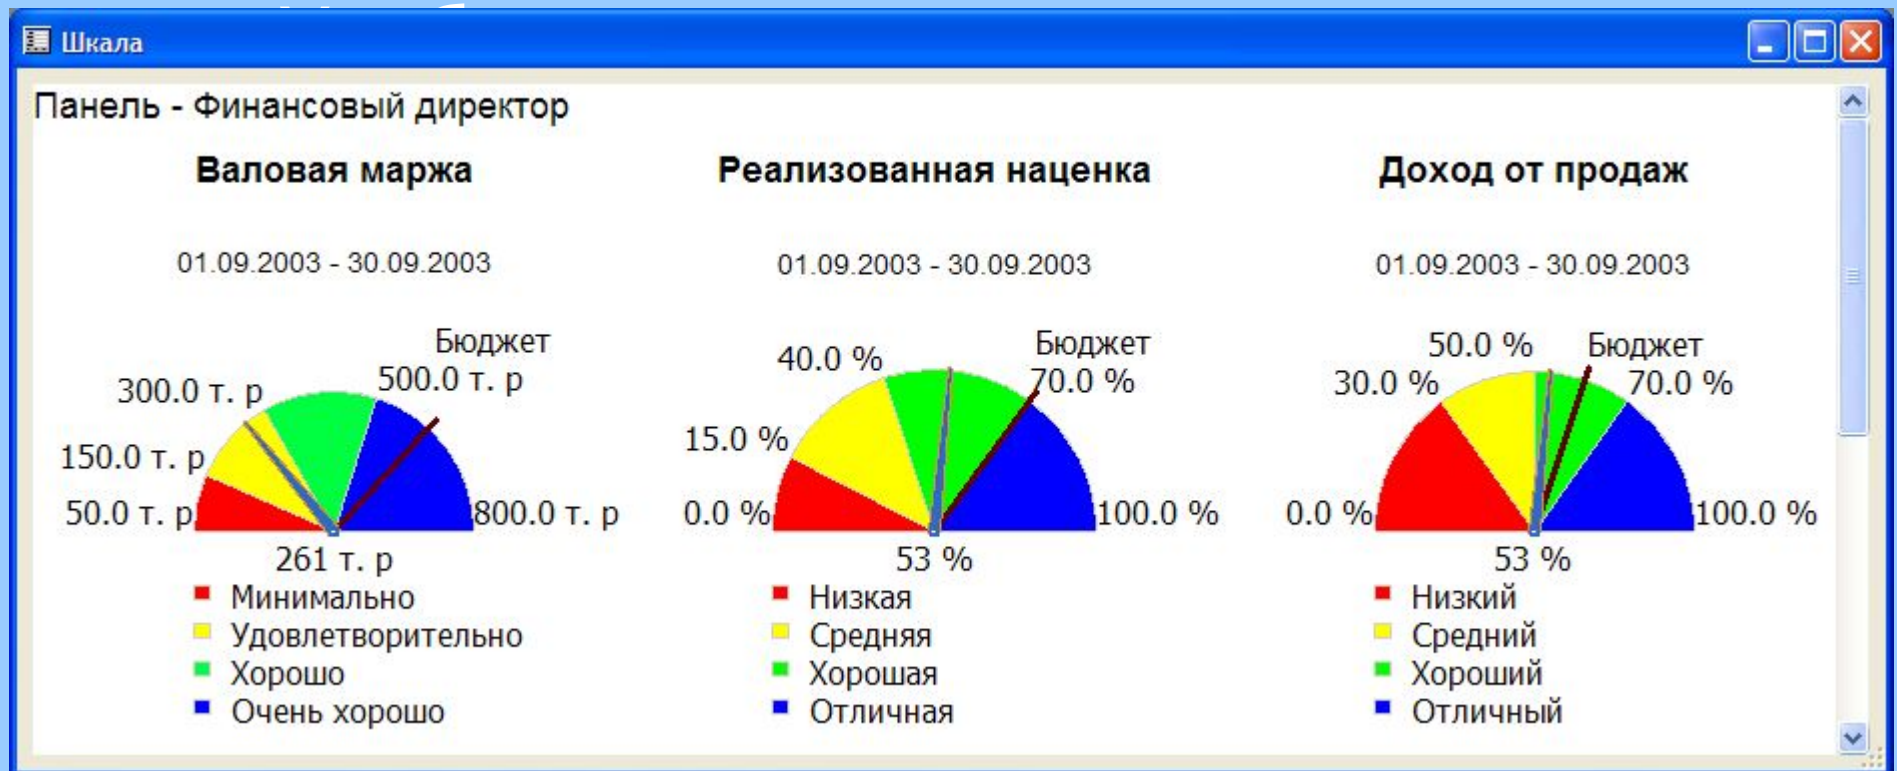 Шкала
Панель - Финансовый директор
Валовая маржа
01.09.2003 - 30.09.2003
Бюджет
300.0 т. р
500.0 т. р
150.0 т. р
50.0 т. р
800.0 т. р
261 т. р
Минимально
Удовлетворительно
Хорошо
Очень хорошо
Реализованная наценка
01.09.2003 - 30.09.2003
Бюджет
40.0 %
70.0 %
15.0 %
0.0 %
100.0 %
53 %
Низкая
Средняя
Хорошая
Отличная
Доход от продаж
01.09.2003 - 30.09.2003
50.0 %
Бюджет
30.0 %
70.0 %
0.0 %
100.0 %
53 %
Низкий
Средний
Хороший
Отличный